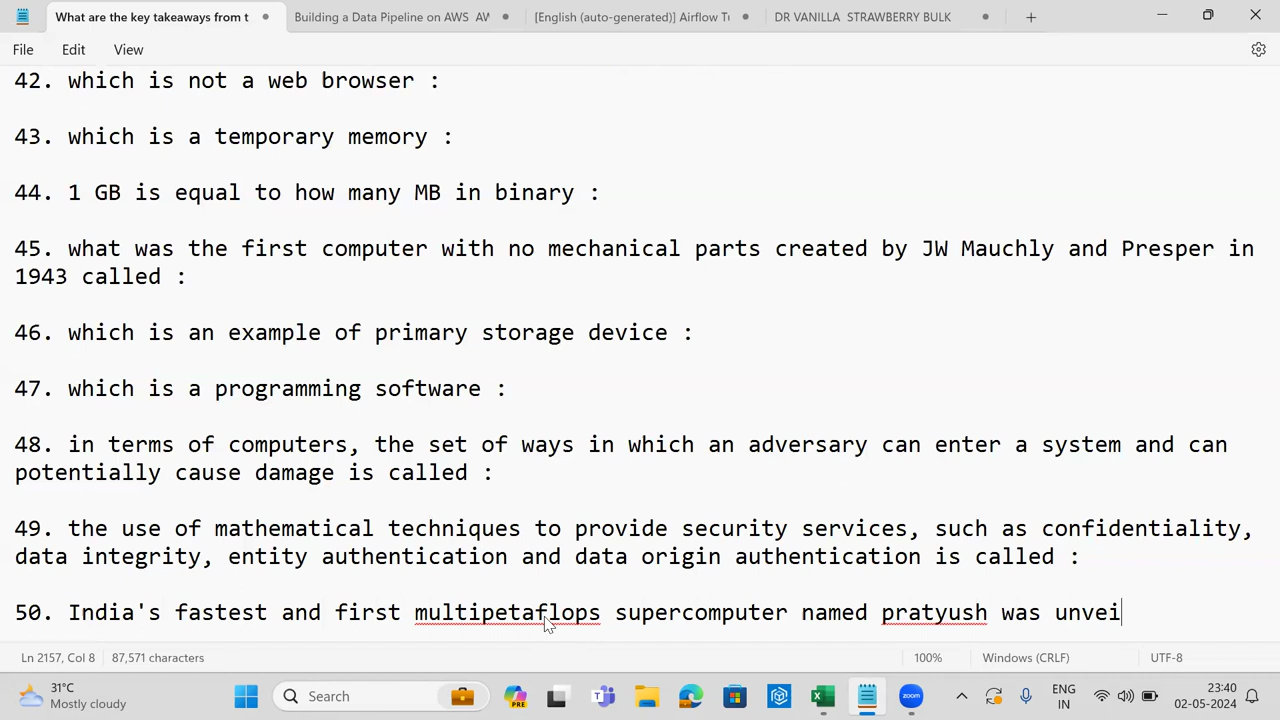 What are the key takeaways from t
Building a Data Pipeline on AWS AW
[English (auto-generated)] Airflow Tu
DR VANILLA STRAWBERRY BULK
File Edit View
42. which is not a web browser :
43. which is a temporary memory :
44. 1 GB is equal to how many MB in binary :
45. what was the first computer with no mechanical parts created by JW Mauchly and Presper in
1943 called :
46. which is an example of primary storage device :
47. which is a programming software :
48. in terms of computers, the set of ways in which an adversary can enter a system and can
potentially cause damage is called :
49. the use of mathematical techniques to provide security services, such as confidentiality,
data integrity, entity authentication and data origin authentication is called :
50. India's fastest and first multipetaflops supercomputer named pratyush was unvei
Ln 2157, Col 8 87,571 characters 100% Windows (CRLF) UTF-8
31°C
Mostly cloudy
Search
PRE
zoom
ENG
IN
23:40
02-05-2024